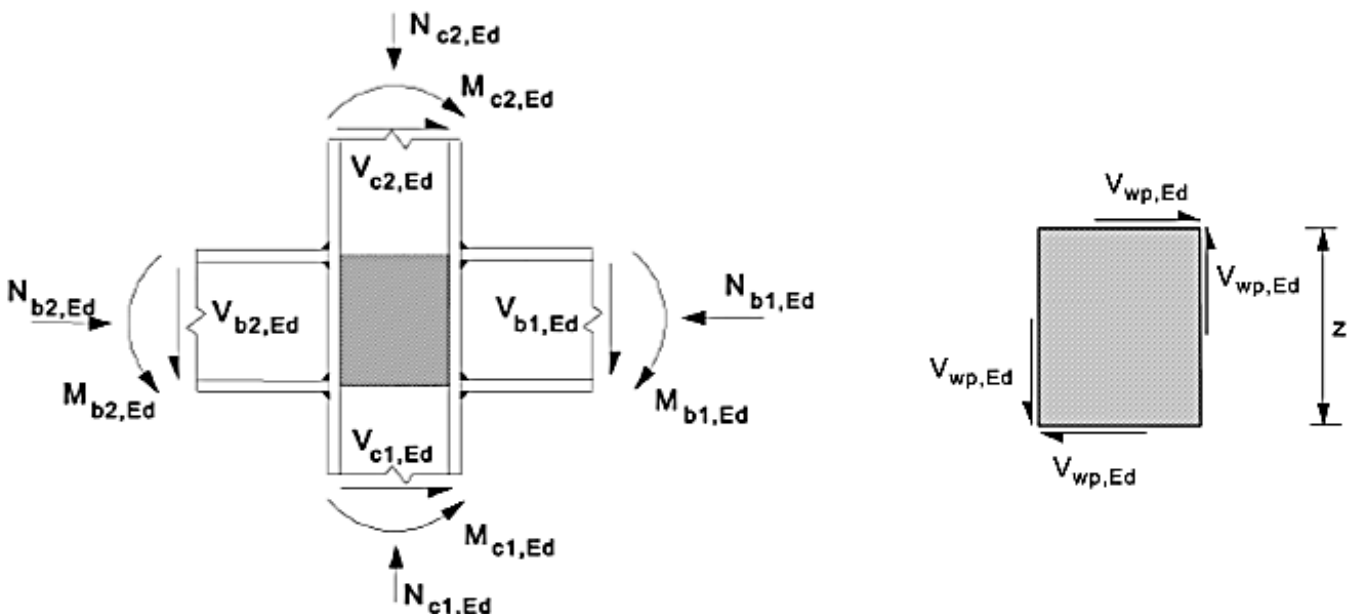 N c2,Ed
M c2,Ed
V c2,Ed
N b2,Ed
V b2,Ed
M b2,Ed
V b1,Ed
N b1,Ed
M b1,Ed
V c1,Ed
M c1,Ed
N c1,Ed
V wp,Ed
V wp,Ed
z
V wp,Ed
V wp,Ed